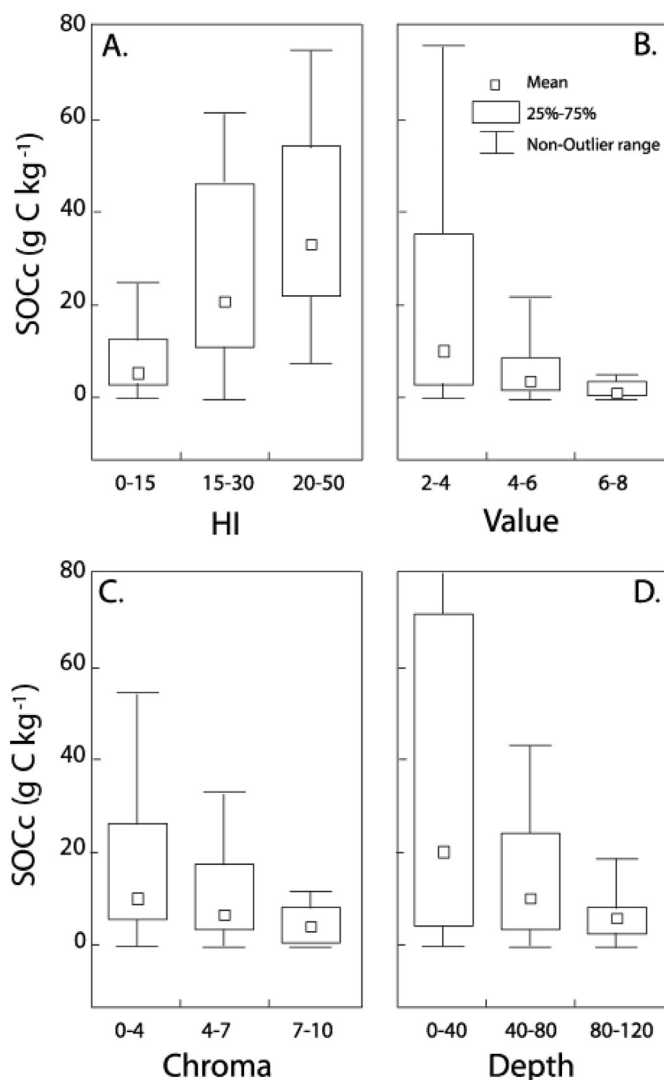 A.
B.
80
60
40
20
0
SOCc (g C kg⁻¹)
Mean
25%-75%
Non-Outlier range
0-15 15-30 20-50
HI
2-4 4-6 6-8
Value
C.
D.
80
60
40
20
0
SOCc (g C kg⁻¹)
0-4 4-7 7-10
Chroma
0-40 40-80 80-120
Depth